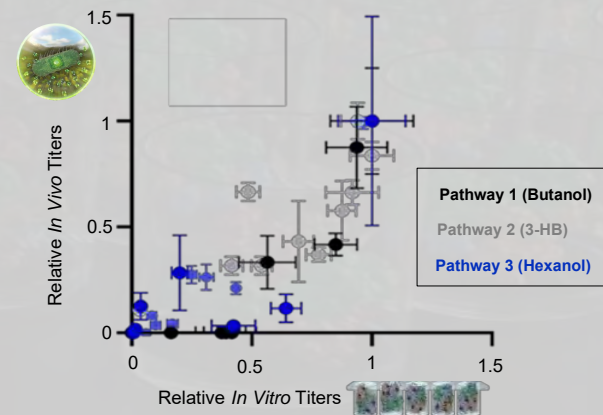 1.5
1
0.5
0
0
0.5
1
1.5
Relative In Vivo Titers
Relative In Vitro Titers
Pathway 1 (Butanol)
Pathway 2 (3-HB)
Pathway 3 (Hexanol)